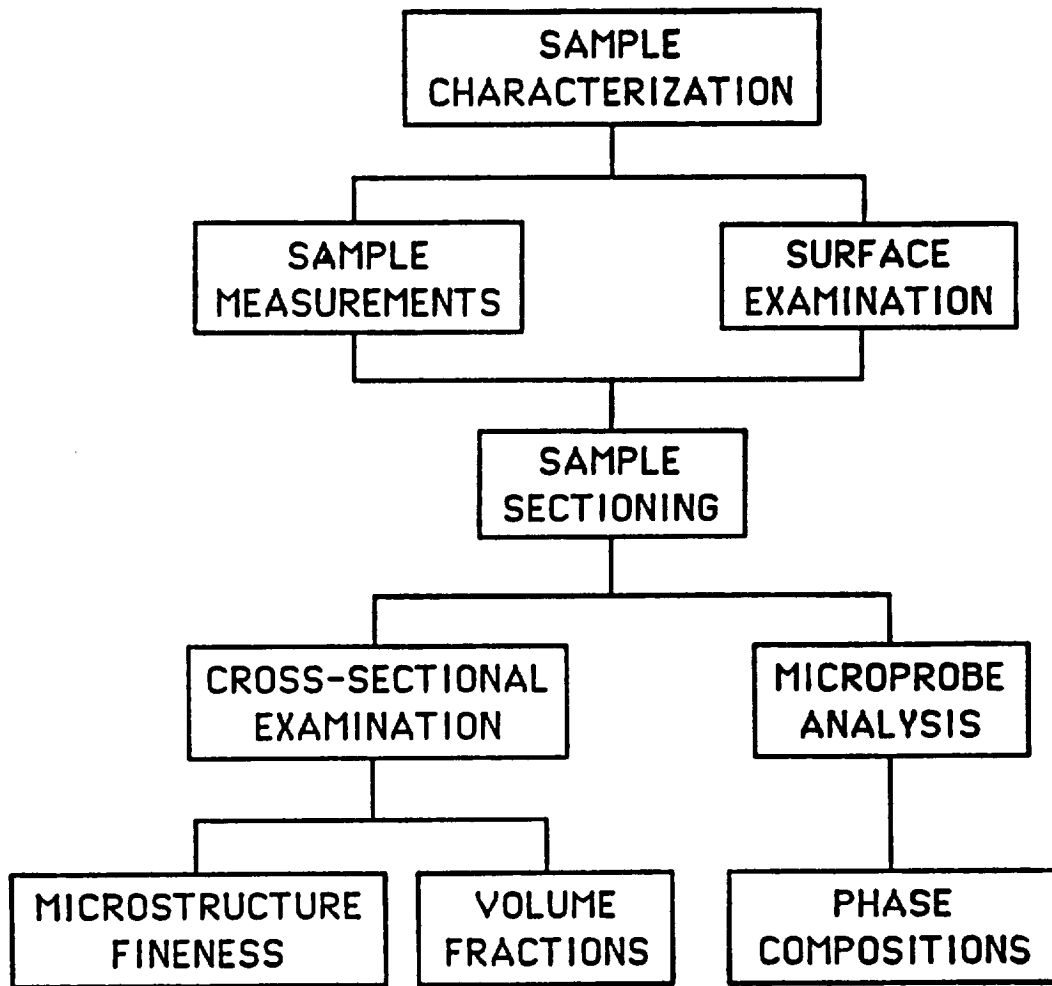 SAMPLE
CHARACTERIZATION
SAMPLE
MEASUREMENTS
SURFACE
EXAMINATION
SAMPLE
SECTIONING
CROSS-SECTIONAL
EXAMINATION
MICROPROBE
ANALYSIS
MICROSTRUCTURE
FINENESS
VOLUME
FRACTIONS
PHASE
COMPOSITIONS